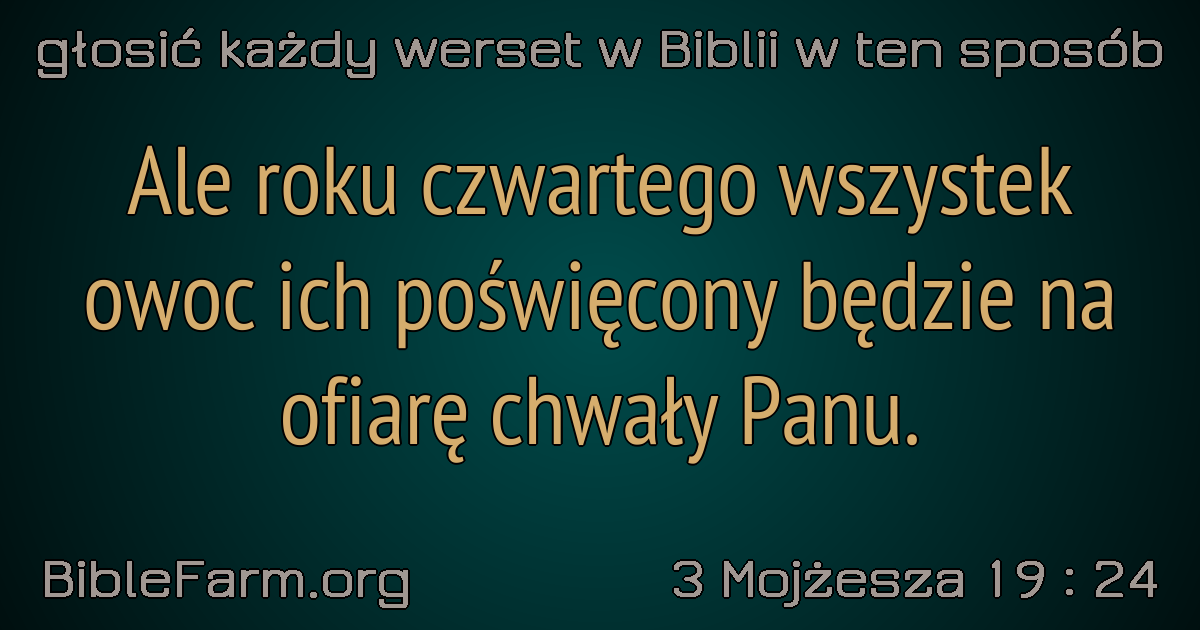 głosić każdy werset w Biblii w ten sposób
Ale roku czwartego wszystek
owoc ich poświęcony będzie na
ofiarę chwały Panu.
BibleFarm.org
3 Mojżesza 19 : 24